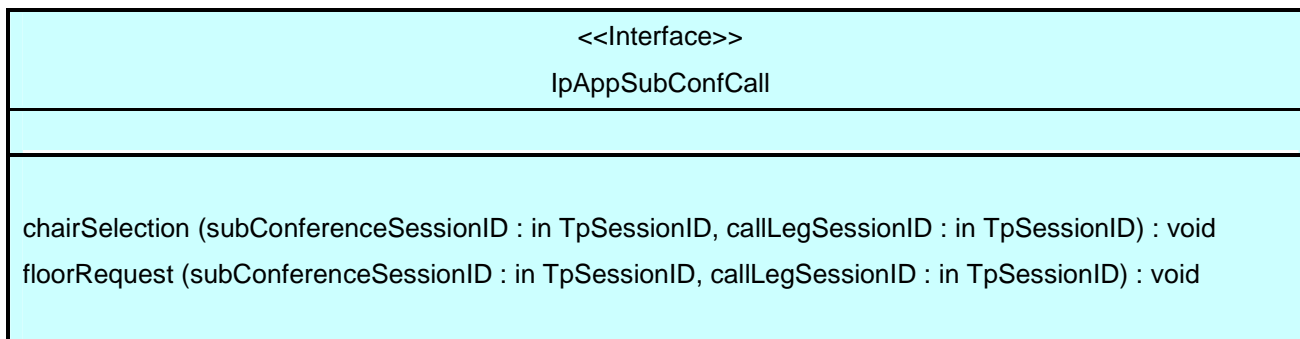 <<Interface>>
IpAppSubConfCall
chairSelection (subConferenceSessionID : in TpSessionID, callLegSessionID : in TpSessionID) : void
floorRequest (subConferenceSessionID : in TpSessionID, callLegSessionID : in TpSessionID) : void